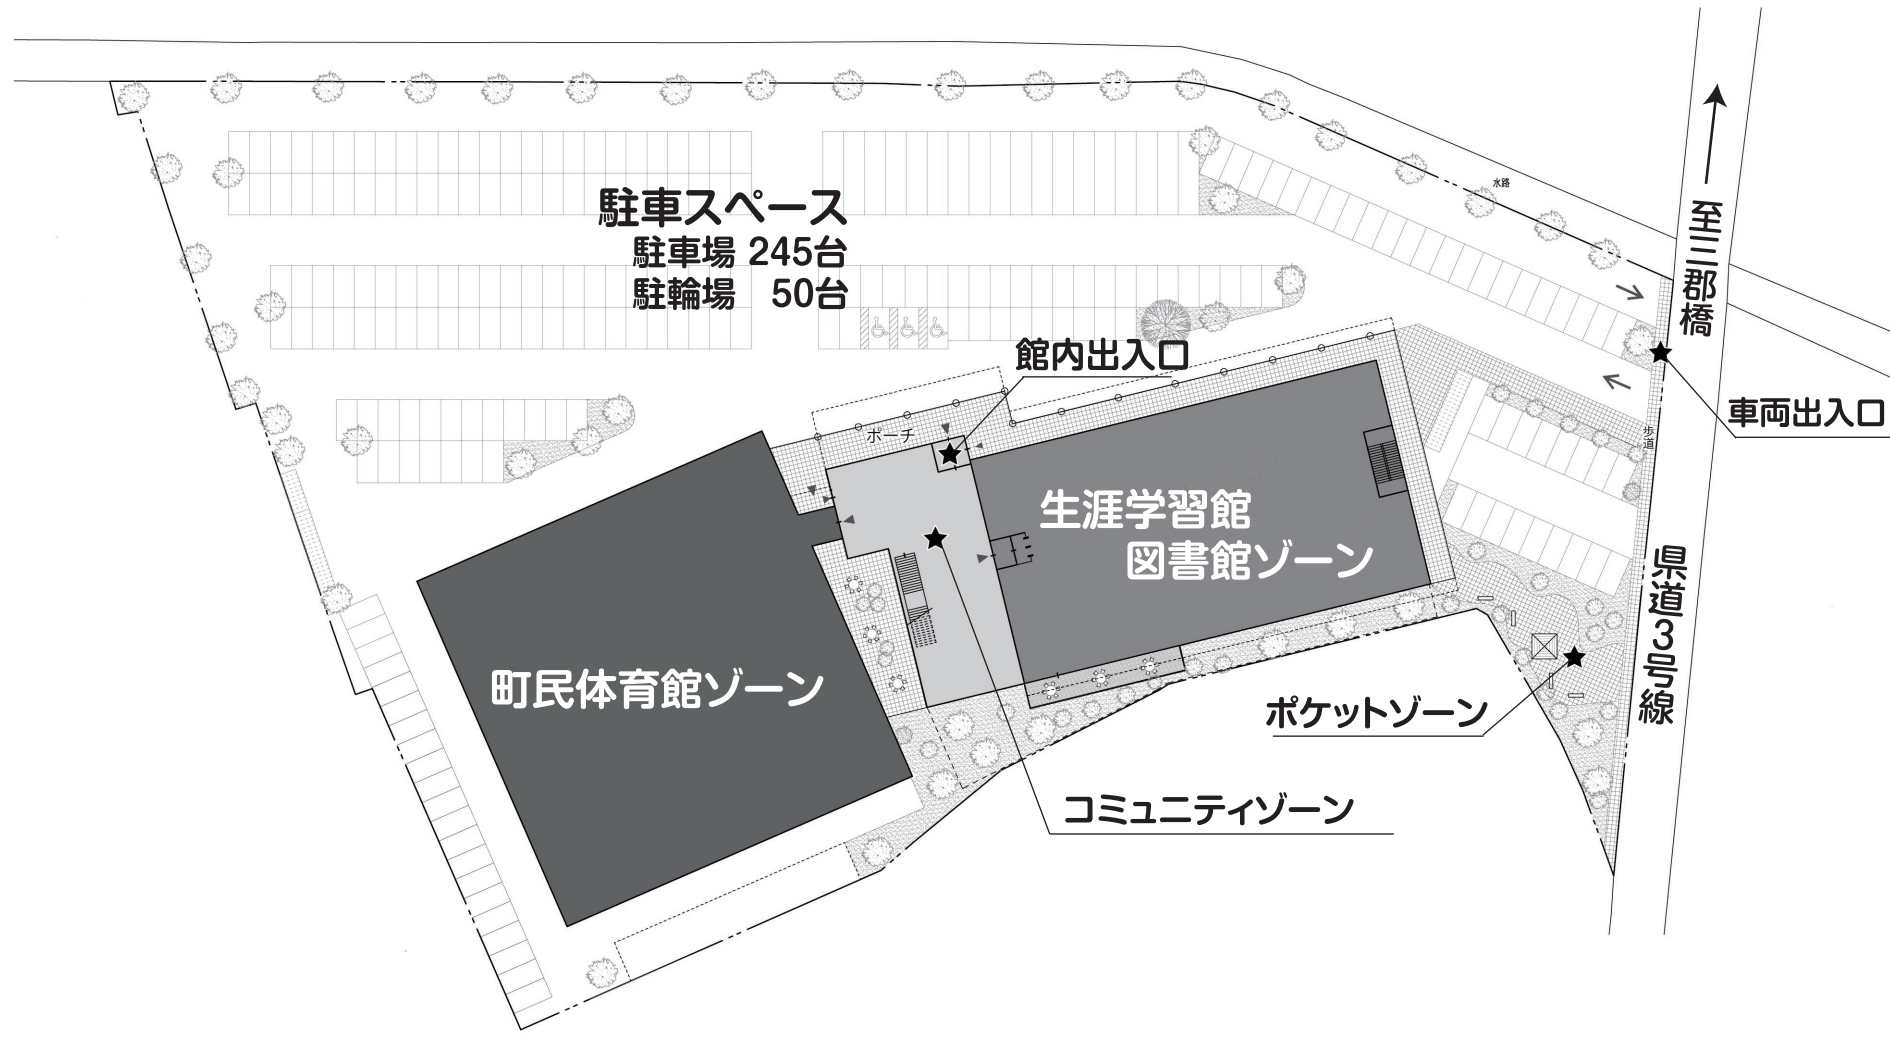 水路
駐車スペース
駐車場 245台
駐輪場 50台
至三郡橋
館内出入口
車両出入口
ポーチ
歩道
生涯学習館
図書館ゾーン
県道3号線
町民体育館ゾーン
ポケットゾーン
コミュニティゾーン